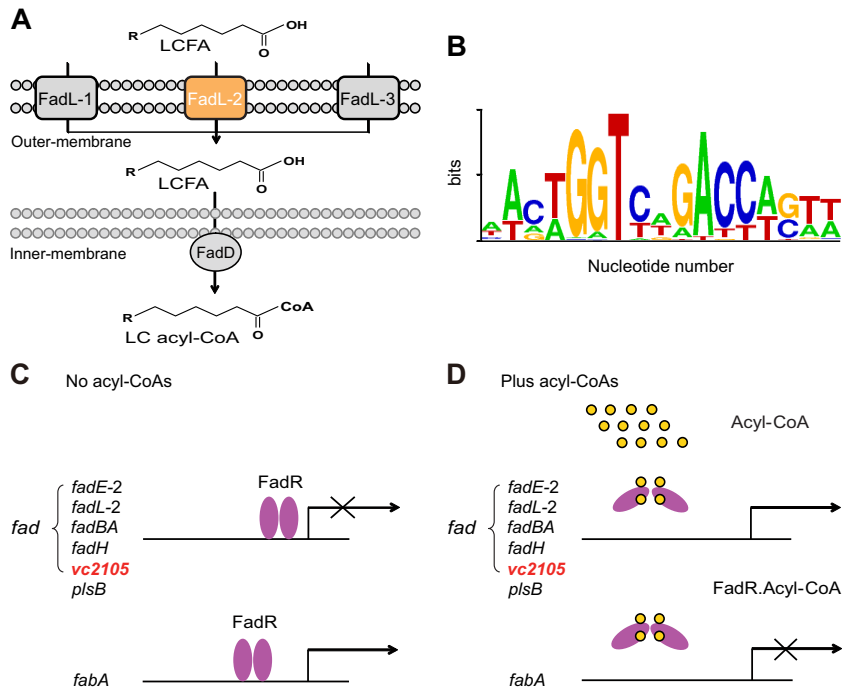 A
R
OH
O
LCFA
FadL-1
FadL-2
FadL-3
Outer-membrane
R
OH
O
LCFA
Inner-membrane
FadD
R
CoA
O
LC acyl-CoA
B
bits
Nucleotide number
C
No acyl-CoAs
fad
fadE-2
fadL-2
fadBA
fadH
vc2105
plsB
FadR
FadR
fabA
D
Plus acyl-CoAs
Acyl-CoA
fad
fadE-2
fadL-2
fadBA
fadH
vc2105
plsB
FadR.Acyl-CoA
fabA